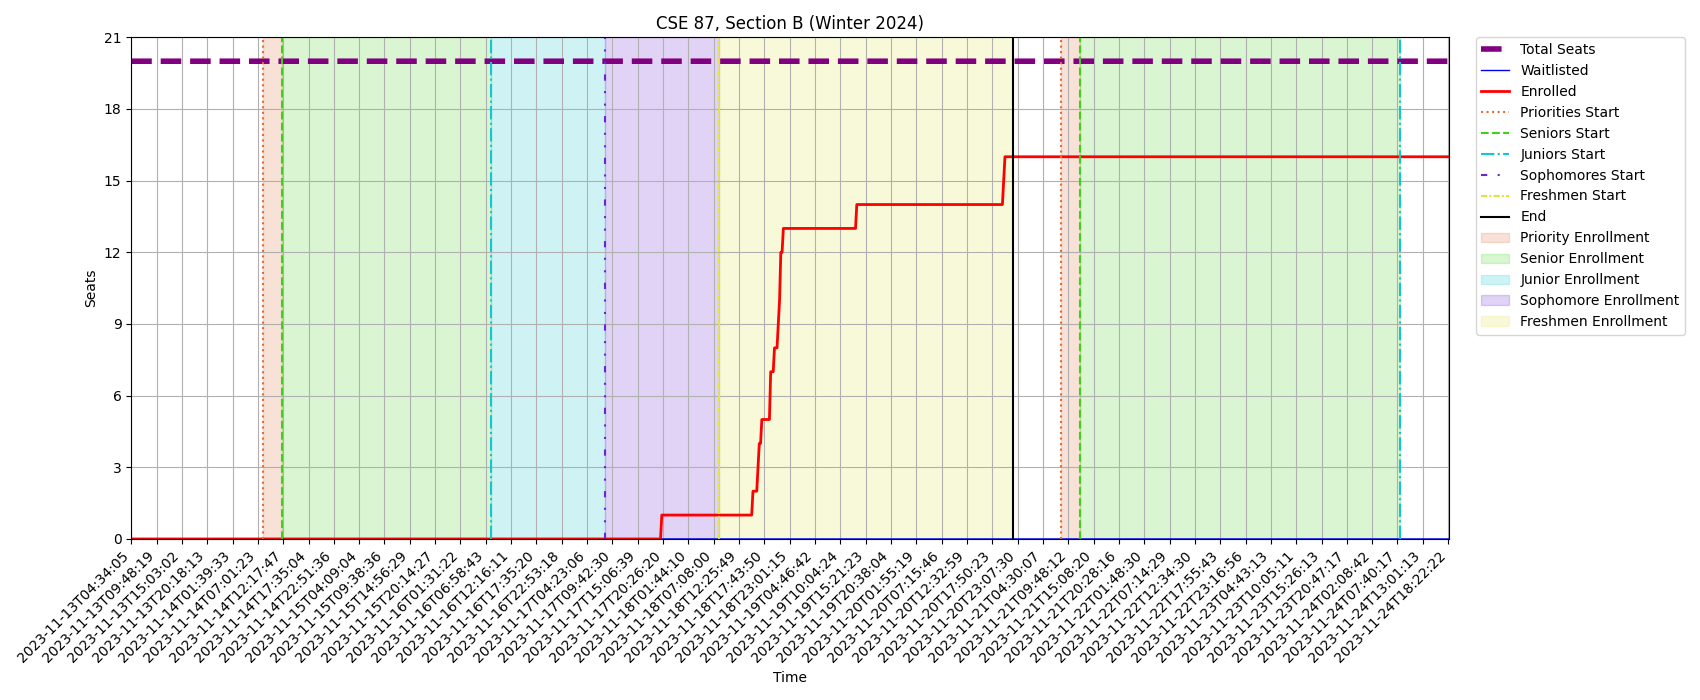 CSE 87, Section B (Winter 2024)
21
18
15
12
9
6
3
0
Seats
2023-11-13T04:34:05
2023-11-13T09:48:19
2023-11-13T15:03:02
2023-11-13T20:18:13
2023-11-14T01:39:33
2023-11-14T07:01:23
2023-11-14T12:17:47
2023-11-14T17:35:04
2023-11-14T22:51:36
2023-11-15T04:09:04
2023-11-15T09:38:36
2023-11-15T14:56:29
2023-11-15T20:14:27
2023-11-16T01:31:22
2023-11-16T06:58:43
2023-11-16T12:16:11
2023-11-16T17:35:20
2023-11-16T22:53:18
2023-11-17T04:23:06
2023-11-17T09:42:30
2023-11-17T15:06:39
2023-11-17T20:26:20
2023-11-18T01:44:10
2023-11-18T07:08:00
2023-11-18T12:25:49
2023-11-18T17:43:50
2023-11-18T23:01:15
2023-11-19T04:46:42
2023-11-19T10:04:24
2023-11-19T15:21:23
2023-11-19T20:38:04
2023-11-20T01:55:19
2023-11-20T07:15:46
2023-11-20T12:32:59
2023-11-20T17:50:23
2023-11-20T23:07:30
2023-11-21T04:30:07
2023-11-21T09:48:12
2023-11-21T15:08:20
2023-11-21T20:28:16
2023-11-22T01:48:30
2023-11-22T07:14:29
2023-11-22T12:34:30
2023-11-22T17:55:43
2023-11-22T23:16:56
2023-11-23T04:43:13
2023-11-23T10:05:11
2023-11-23T15:26:13
2023-11-23T20:47:17
2023-11-24T02:08:42
2023-11-24T07:40:17
2023-11-24T13:01:13
2023-11-24T18:22:22
Time
Total Seats
Waitlisted
Enrolled
Priorities Start
Seniors Start
Juniors Start
Sophomores Start
Freshmen Start
End
Priority Enrollment
Senior Enrollment
Junior Enrollment
Sophomore Enrollment
Freshmen Enrollment